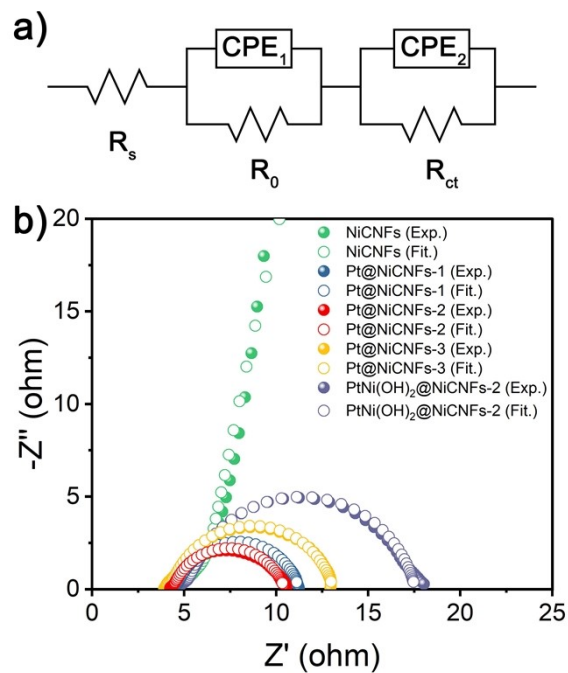 a)
CPE₁
CPE₂
Rₛ
R₀
R_ct
b)
20
15
10
5
0
-Z'' (ohm)
NiCNFs (Exp.)
NiCNFs (Fit.)
Pt@NiCNFs-1 (Exp.)
Pt@NiCNFs-1 (Fit.)
Pt@NiCNFs-2 (Exp.)
Pt@NiCNFs-2 (Fit.)
Pt@NiCNFs-3 (Exp.)
Pt@NiCNFs-3 (Fit.)
PtNi(OH)₂@NiCNFs-2 (Exp.)
PtNi(OH)₂@NiCNFs-2 (Fit.)
0 5 10 15 20 25
Z' (ohm)